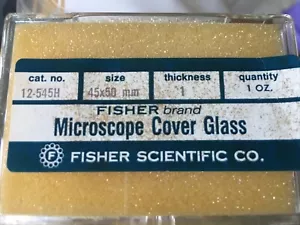 cat. no. size thickness quantity
12-545H 45x50 mm 1 1 OZ.
FISHER brand
Microscope Cover Glass
F FISHER SCIENTIFIC CO.